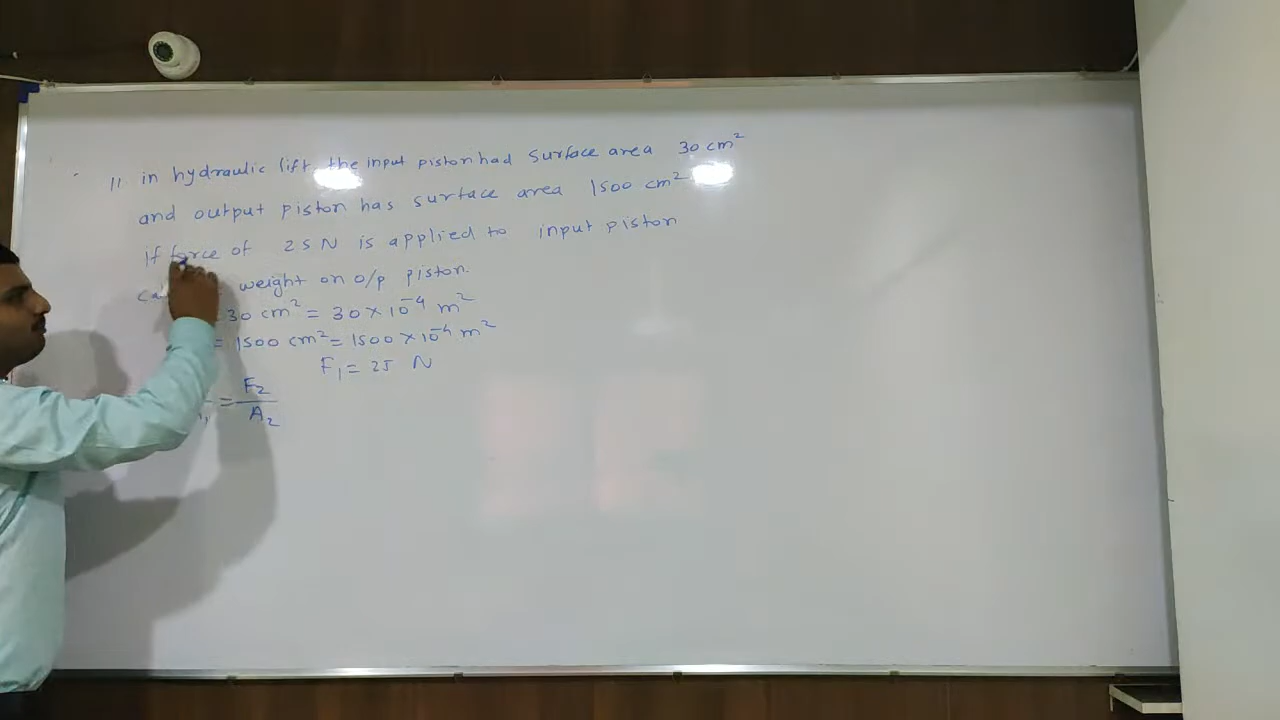 11 in hydraulic lift the input piston had surface area 30 cm²
and output piston has surface area 1500 cm²
if force of 25 N is applied to input piston
weight on o/p piston.
30 cm² = 30 × 10⁻⁴ m²
= 1500 cm² = 1500 × 10⁻⁴ m²
F₁ = 25 N
= F₂ / A₂